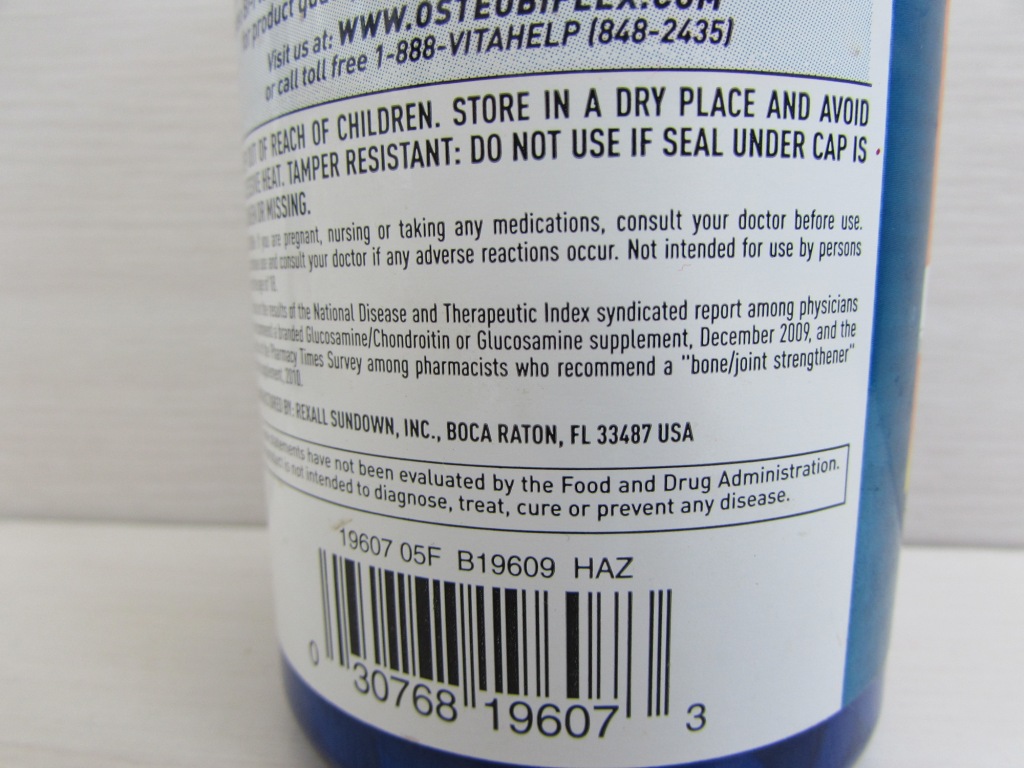 product
Visit us at: WWW.OSTEOBIFLEX.COM
or call toll free 1-888-VITAHELP (848-2435)
OF REACH OF CHILDREN. STORE IN A DRY PLACE AND AVOID
HEAT. TAMPER RESISTANT: DO NOT USE IF SEAL UNDER CAP IS
OR MISSING.
if you are pregnant, nursing or taking any medications, consult your doctor before use.
and consult your doctor if any adverse reactions occur. Not intended for use by persons
of 18.
the results of the National Disease and Therapeutic Index syndicated report among physicians
a branded Glucosamine/Chondroitin or Glucosamine supplement, December 2009, and the
Pharmacy Times Survey among pharmacists who recommend a "bone/joint strengthener"
2010.
BY: REXALL SUNDOWN, INC., BOCA RATON, FL 33487 USA
statements have not been evaluated by the Food and Drug Administration.
is not intended to diagnose, treat, cure or prevent any disease.
19607 05F B19609 HAZ
0 30768 19607 3